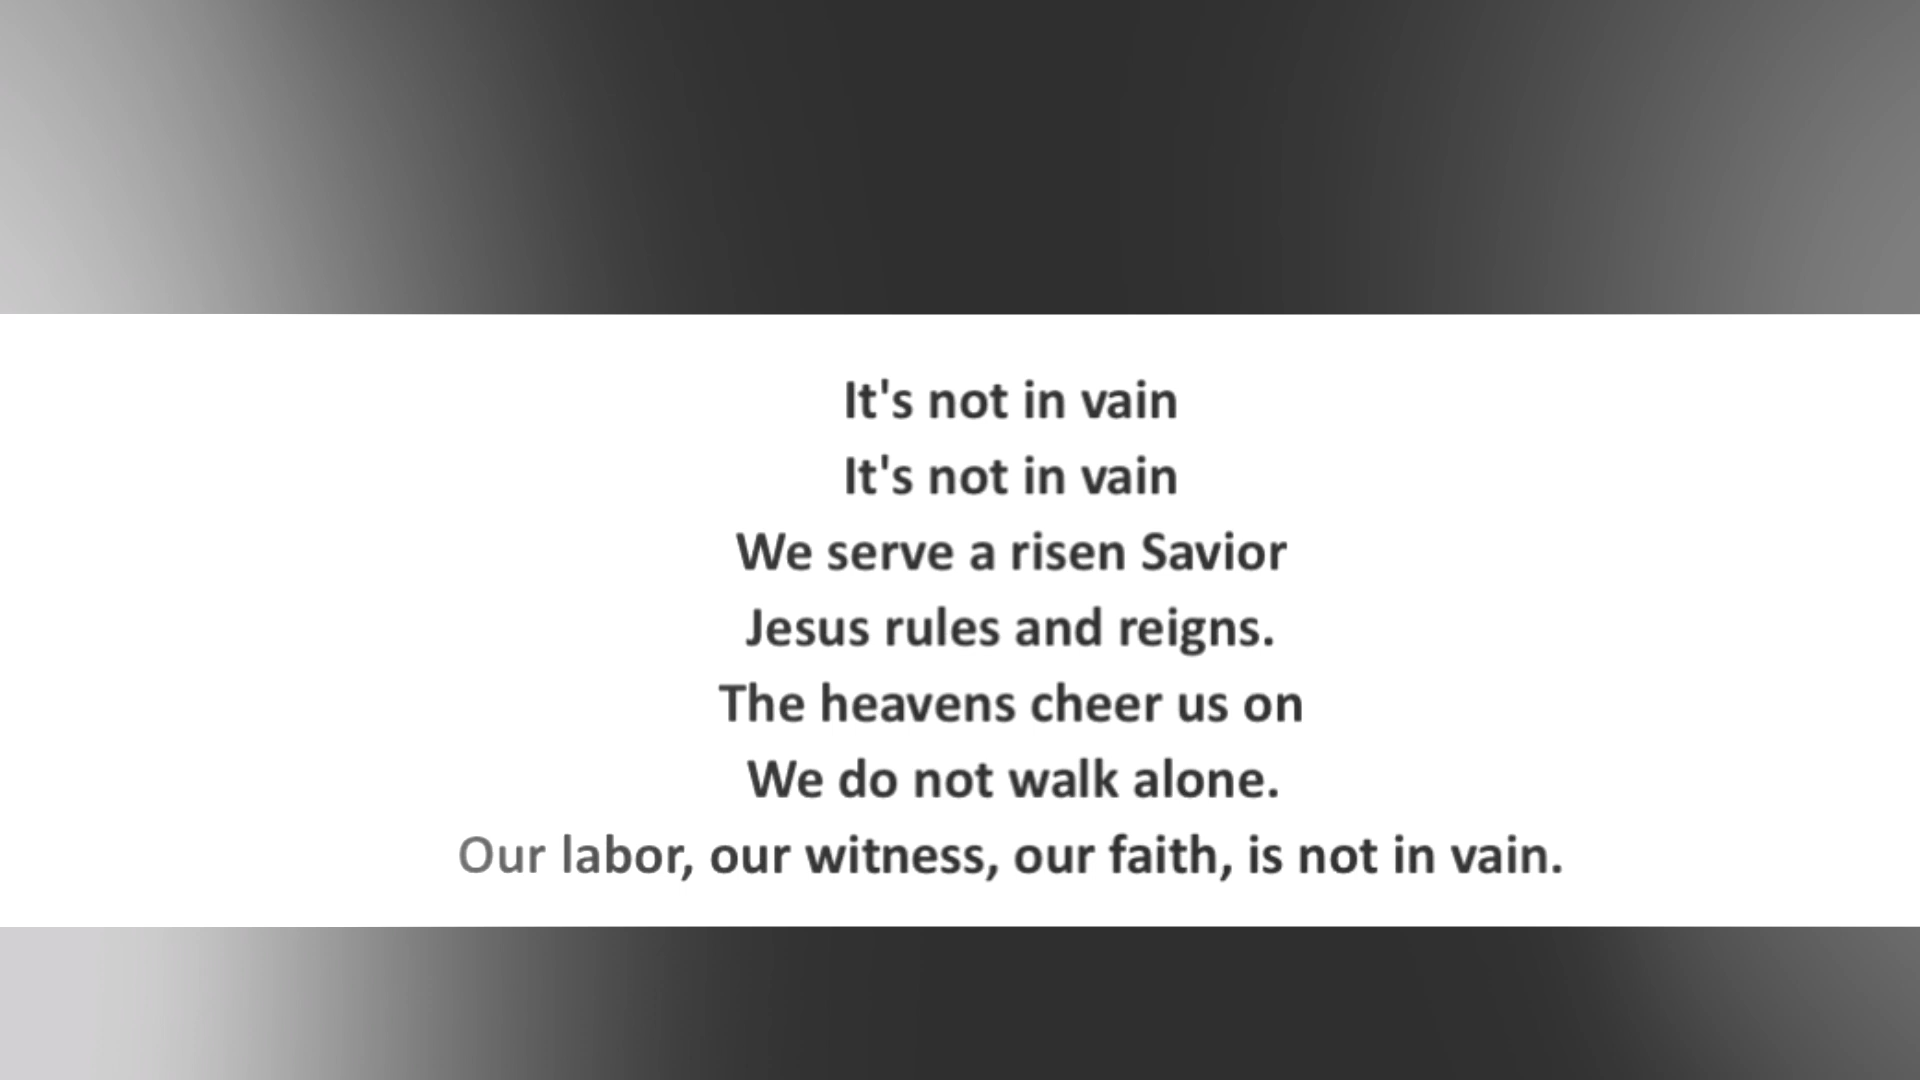 It's not in vain
It's not in vain
We serve a risen Savior
Jesus rules and reigns.
The heavens cheer us on
We do not walk alone.
Our labor, our witness, our faith, is not in vain.